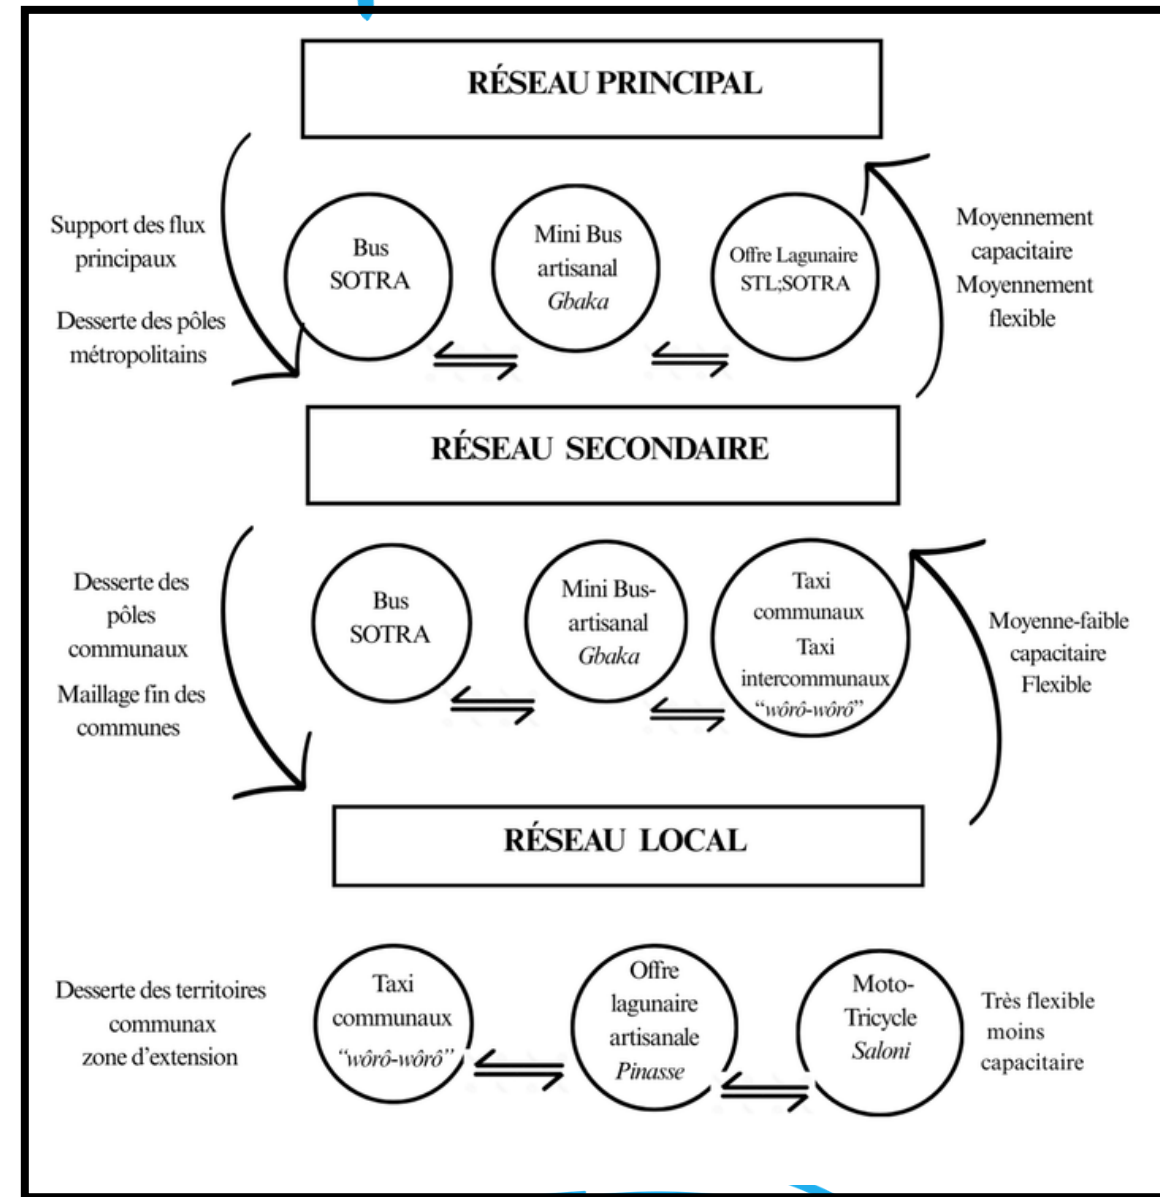 RÉSEAU PRINCIPAL
Support des flux
principaux
Desserte des pôles
métropolitains
Bus
SOTRA
Mini Bus
artisanal
Gbaka
Offre Lagunaire
STL;SOTRA
Moyennement
capacitaire
Moyennement
flexible
RÉSEAU SECONDAIRE
Desserte des
pôles
communaux
Maillage fin des
communes
Bus
SOTRA
Mini Bus-
artisanal
Gbaka
Taxi
communaux
Taxi
intercommunaux
“wôrô-wôrô”
Moyenne-faible
capacitaire
Flexible
RÉSEAU LOCAL
Desserte des territoires
communax
zone d’extension
Taxi
communaux
“wôrô-wôrô”
Offre
lagunaire
artisanale
Pinasse
Moto-
Tricycle
Saloni
Très flexible
moins
capacitaire